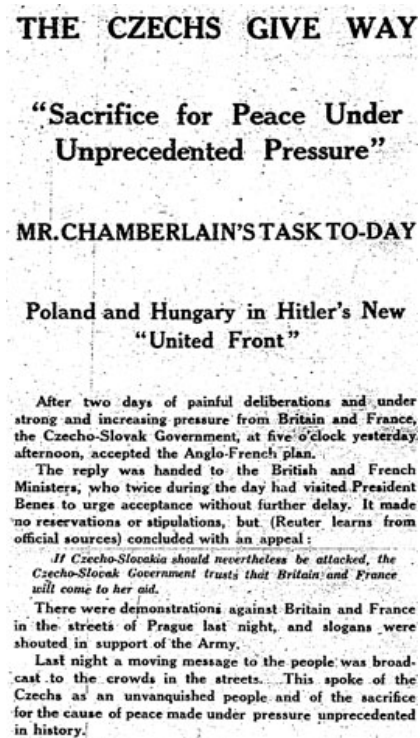 THE CZECHS GIVE WAY
"Sacrifice for Peace Under
Unprecedented Pressure"
MR. CHAMBERLAIN'S TASK TO-DAY
Poland and Hungary in Hitler's New
"United Front"
After two days of painful deliberations and under
strong and increasing pressure from Britain and France,
the Czecho-Slovak Government, at five o'clock yesterday
afternoon, accepted the Anglo-French plan.
The reply was handed to the British and French
Ministers, who twice during the day had visited President
Benes to urge acceptance without further delay. It made
no reservations or stipulations, but (Reuter learns from
official sources) concluded with an appeal :
If Czecho-Slovakia should nevertheless be attacked, the
Czecho-Slovak Government trusts that Britain and France
will come to her aid.
There were demonstrations against Britain and France
in the streets of Prague last night, and slogans were
shouted in support of the Army.
Last night a moving message to the people was broad-
cast to the crowds in the streets. This spoke of the
Czechs as an unvanquished people and of the sacrifice
for the cause of peace made under pressure unprecedented
in history.